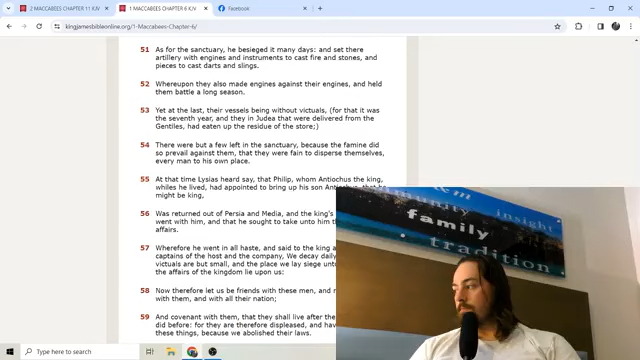 2 MACCABEES CHAPTER 11 KJV
1 MACCABEES CHAPTER 6 KJV
Facebook
kingjamesbibleonline.org/1-Maccabees-Chapter-6/
51 As for the sanctuary, he besieged it many days: and set there
artillery with engines and instruments to cast fire and stones, and
pieces to cast darts and slings.
52 Whereupon they also made engines against their engines, and held
them battle a long season.
53 Yet at the last, their vessels being without victuals, (for that it was
the seventh year, and they in Judea that were delivered from the
Gentiles, had eaten up the residue of the store;)
54 There were but a few left in the sanctuary, because the famine did
so prevail against them, that they were fain to disperse themselves,
every man to his own place.
55 At that time Lysias heard say, that Philip, whom Antiochus the king,
whiles he lived, had appointed to bring up his son Antiochus, that he
might be king,
56 Was returned out of Persia and Media, and the king's
went with him, and that he sought to take unto him t
affairs.
57 Wherefore he went in all haste, and said to the king a
captains of the host and the company, We decay daily
victuals are but small, and the place we lay siege unt
the affairs of the kingdom lie upon us:
58 Now therefore let us be friends with these men, and
with them, and with all their nation;
59 And covenant with them, that they shall live after the
did before: for they are therefore displeased, and hav
these things, because we abolished their laws.
community
insight
family
tradition
Type here to search